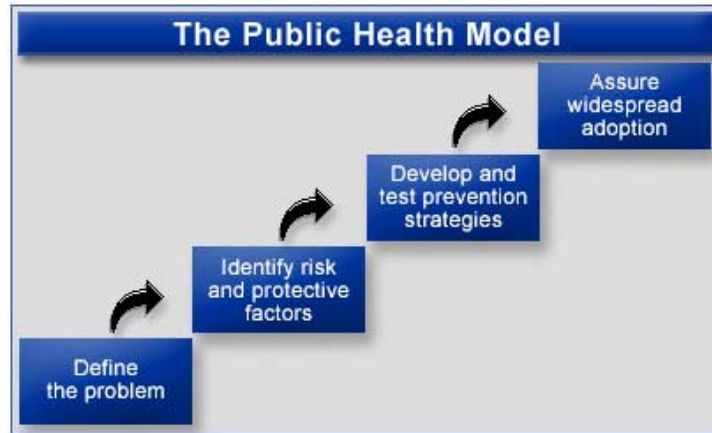 The Public Health Model
Assure
widespread
adoption
Develop and
test prevention
strategies
Identify risk
and protective
factors
Define
the problem